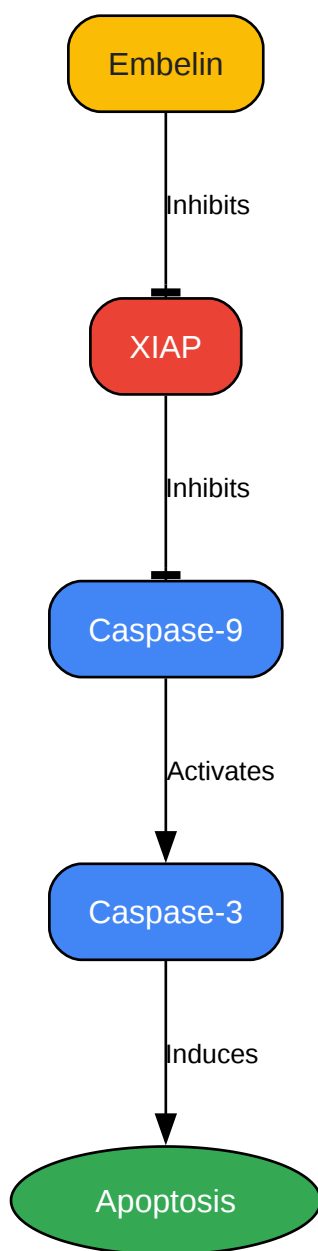 Embelin
Inhibits
XIAP
Inhibits
Caspase-9
Activates
Caspase-3
Induces
Apoptosis